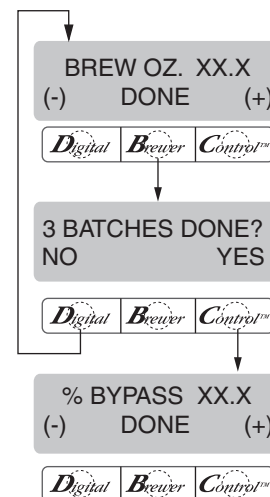 BREW OZ. XX.X
(-) DONE (+)
Digital Brewer Control™
3 BATCHES DONE?
NO YES
Digital Brewer Control™
% BYPASS XX.X
(-) DONE (+)
Digital Brewer Control™